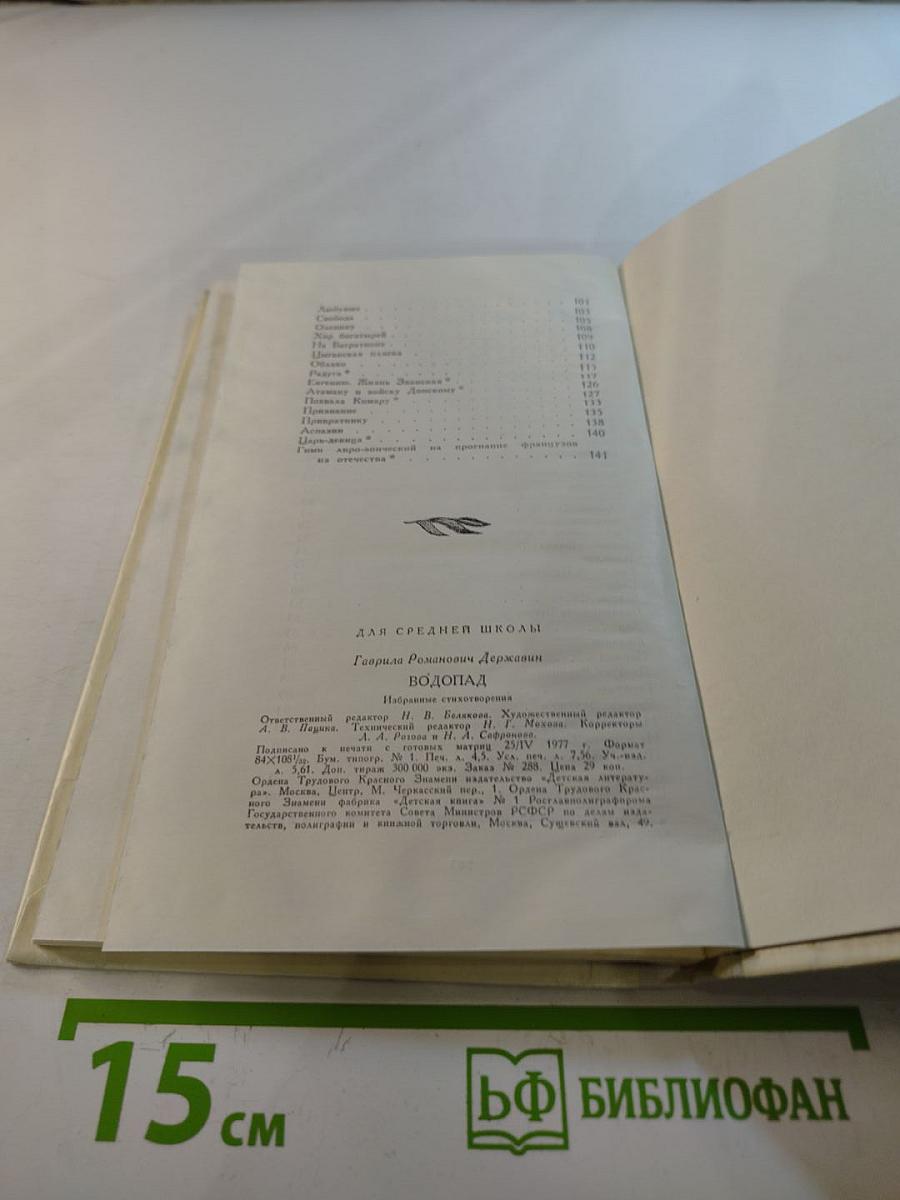 101
Любушке . . . 103
Свобода . . . 105
Оленину . . . 108
Хор богатырей . . . 109
На Багратиона . . . 110
Цыганская пляска . . . 112
Облако . . . 115
Радуга * . . . 117
Евгению. Жизнь Званская * . . . 126
Атаману и войску Донскому * . . . 127
Похвала Комару * . . . 133
Признание . . . 135
Привратнику . . . 138
Аспазии . . . 140
Царь-девица *
Гимн лиро-эпический на прогнание французов
из отечества * . . . 141
ДЛЯ СРЕДНЕЙ ШКОЛЫ
Гаврила Романович Державин
ВОДОПАД
Избранные стихотворения
Ответственный редактор Н. В. Белякова. Художественный редактор
А. В. Пацина. Технический редактор Н. Г. Мохова. Корректоры
Л. А. Рогова и Н. А. Сафронова.
Подписано к печати с готовых матриц 25/IV 1977 г. Формат
84×108¹/₃₂. Бум. типогр. № 1. Печ. л. 4,5. Усл. печ. л. 7,56. Уч.-изд.
л. 5,61. Доп. тираж 300 000 экз. Заказ № 288. Цена 29 коп.
Ордена Трудового Красного Знамени издательство «Детская литерату-
ра». Москва, Центр, М. Черкасский пер., 1. Ордена Трудового Крас-
ного Знамени фабрика «Детская книга» № 1 Росглавполиграфпрома
Государственного комитета Совета Министров РСФСР по делам изда-
тельств, полиграфии и книжной торговли, Москва, Сущевский вал, 49.
15 см
ЬФ БИБЛИОФАН